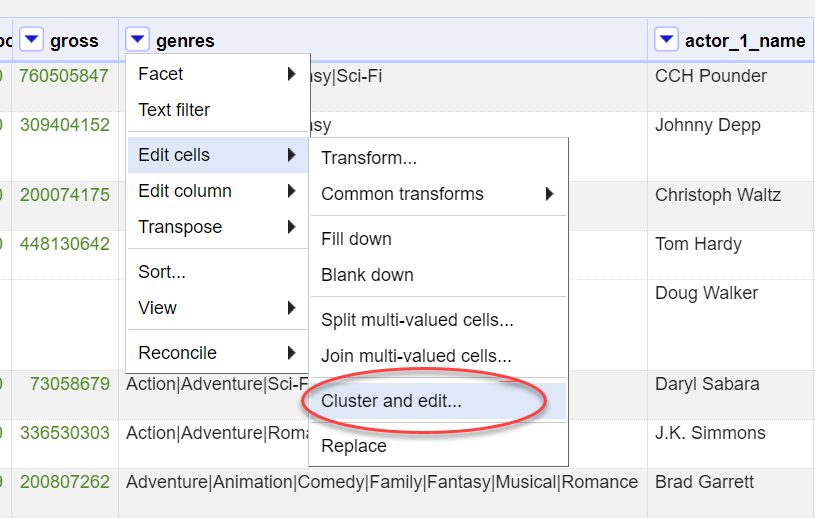 gross genres actor_1_name
760505847 sy|Sci-Fi CCH Pounder
Facet
Text filter
309404152 sy Johnny Depp
Edit cells
Edit column
Transpose
Sort...
View
Reconcile
Transform...
Common transforms
Fill down
Blank down
Split multi-valued cells...
Join multi-valued cells...
Cluster and edit...
Replace
200074175 Christoph Waltz
448130642 Tom Hardy
Doug Walker
73058679 Action|Adventure|Sci-F Daryl Sabara
336530303 Action|Adventure|Roma J.K. Simmons
200807262 Adventure|Animation|Comedy|Family|Fantasy|Musical|Romance Brad Garrett